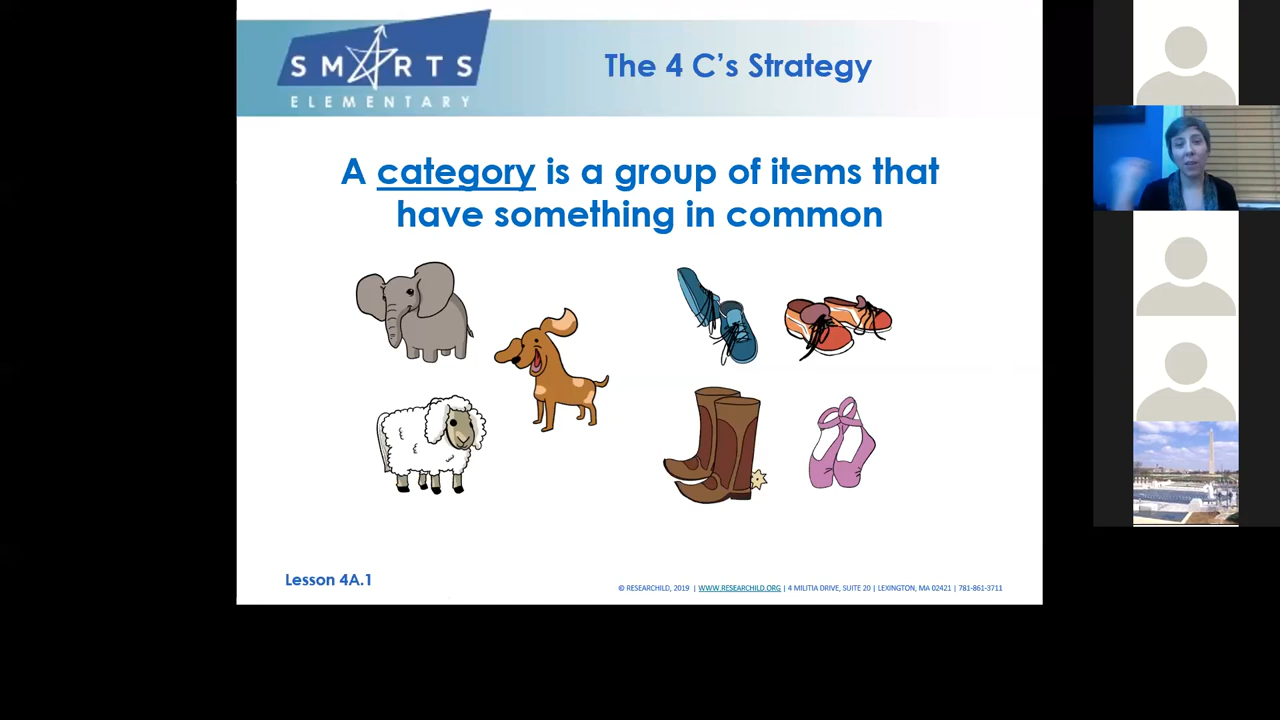 SMARTS
ELEMENTARY
The 4 C's Strategy
A category is a group of items that
have something in common
Lesson 4A.1
© RESEARCHILD, 2019 | WWW.RESEARCHILD.ORG | 4 MILITIA DRIVE, SUITE 20 | LEXINGTON, MA 02421 | 781-861-3711